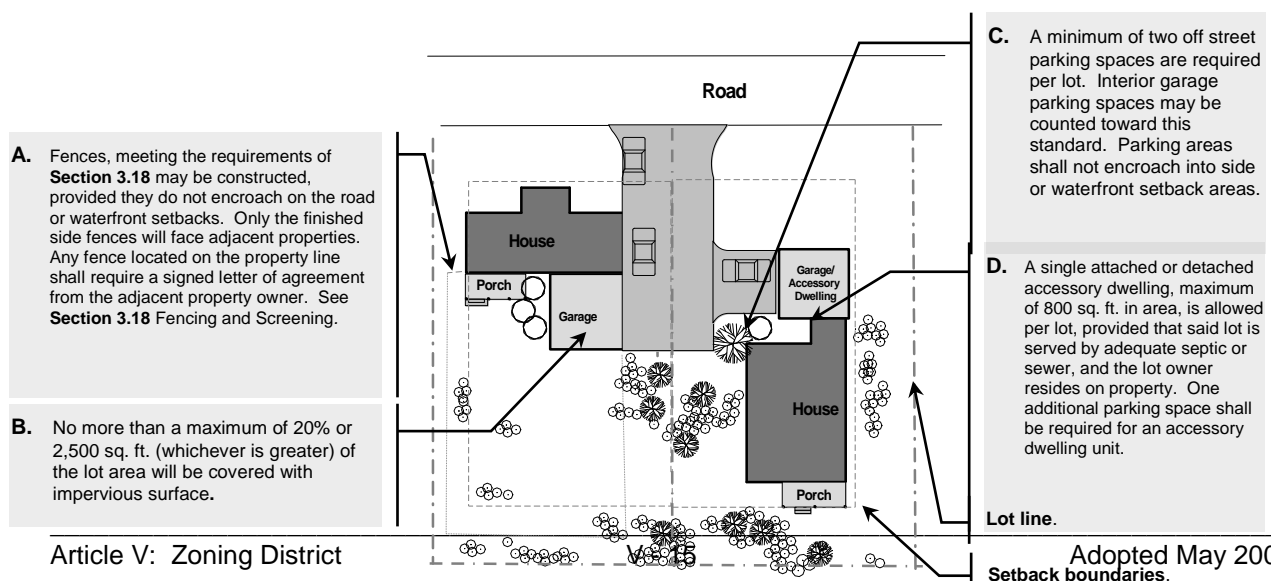 A. Fences, meeting the requirements of
Section 3.18 may be constructed,
provided they do not encroach on the road
or waterfront setbacks. Only the finished
side fences will face adjacent properties.
Any fence located on the property line
shall require a signed letter of agreement
from the adjacent property owner. See
Section 3.18 Fencing and Screening.
B. No more than a maximum of 20% or
2,500 sq. ft. (whichever is greater) of
the lot area will be covered with
impervious surface.
Road
House
Porch
Garage
Garage/
Accessory
Dwelling
House
Porch
C. A minimum of two off street
parking spaces are required
per lot. Interior garage
parking spaces may be
counted toward this
standard. Parking areas
shall not encroach into side
or waterfront setback areas.
D. A single attached or detached
accessory dwelling, maximum
of 800 sq. ft. in area, is allowed
per lot, provided that said lot is
served by adequate septic or
sewer, and the lot owner
resides on property. One
additional parking space shall
be required for an accessory
dwelling unit.
Lot line.
Setback boundaries.
Article V: Zoning District
Adopted May 200